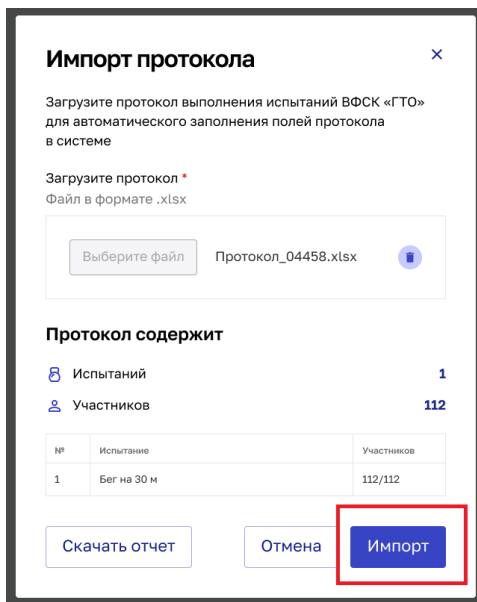 Импорт протокола
Загрузите протокол выполнения испытаний ВФСК «ГТО»
для автоматического заполнения полей протокола
в системе
Загрузите протокол *
Файл в формате .xlsx
Выберите файл Протокол_04458.xlsx
Протокол содержит
Испытаний 1
Участников 112
№ Испытание Участников
1 Бег на 30 м 112/112
Скачать отчет Отмена Импорт